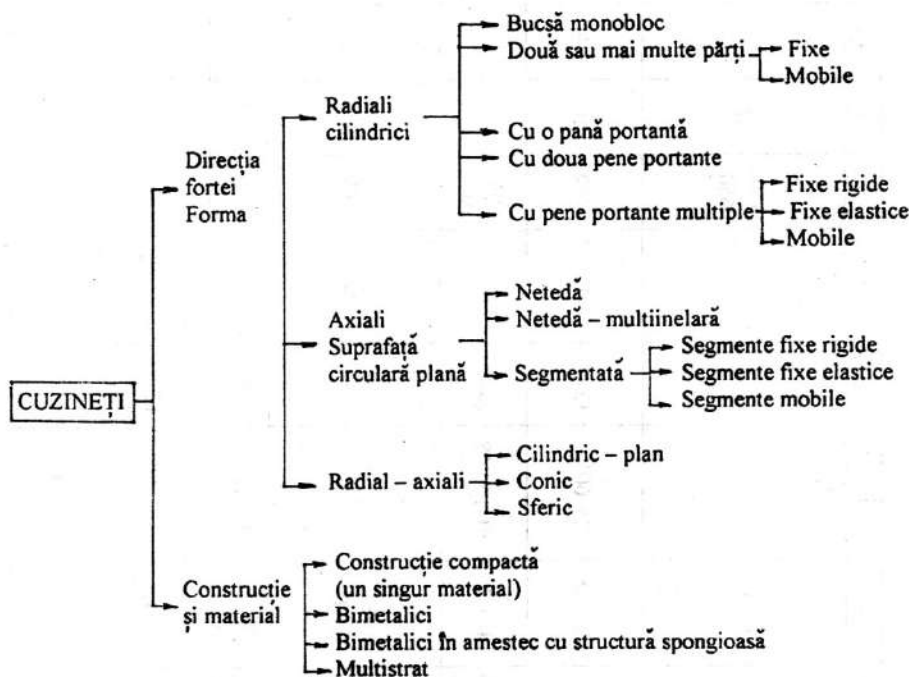 Bucșă monobloc
Două sau mai multe părți
Fixe
Mobile
Radiali
cilindrici
Cu o pană portantă
Cu doua pene portante
Cu pene portante multiple
Fixe rigide
Fixe elastice
Mobile
Direcția
fortei
Forma
Axiali
Suprafață
circulară plană
Netedă
Netedă – multiinelară
Segmentată
Segmente fixe rigide
Segmente fixe elastice
Segmente mobile
CUZINEȚI
Radial – axiali
Cilindric – plan
Conic
Sferic
Construcție
și material
Construcție compactă
(un singur material)
Bimetalici
Bimetalici în amestec cu structură spongioasă
Multistrat